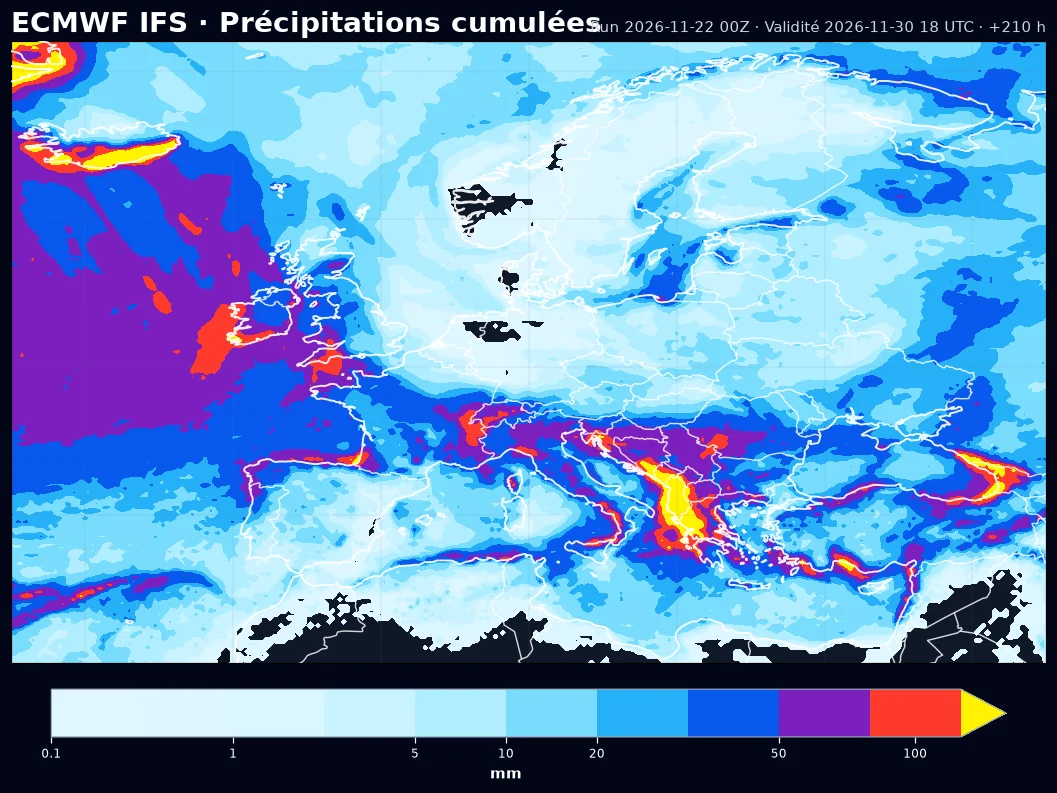 ECMWF IFS · Précipitations cumulées
Run 2026-11-22 00Z · Validité 2026-11-30 18 UTC · +210 h
0.1 1 5 10 20 50 100
mm